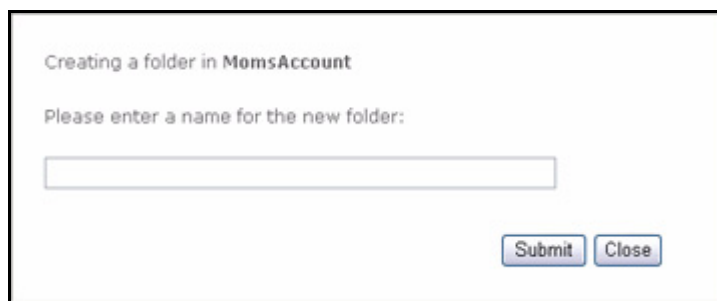 Creating a folder in MomsAccount
Please enter a name for the new folder:
Submit Close